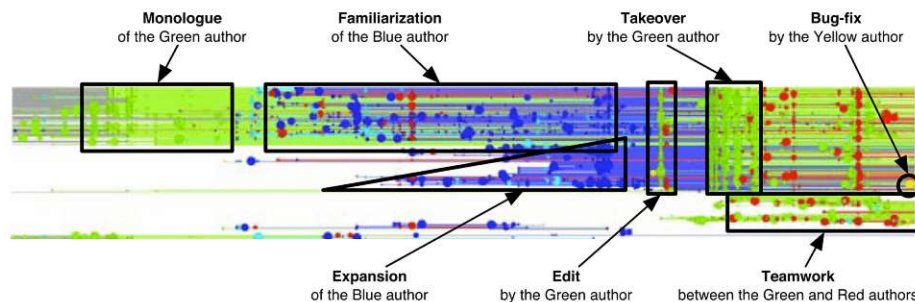 Monologue
of the Green author
Familiarization
of the Blue author
Takeover
by the Green author
Bug-fix
by the Yellow author
Expansion
of the Blue author
Edit
by the Green author
Teamwork
between the Green and Red authors